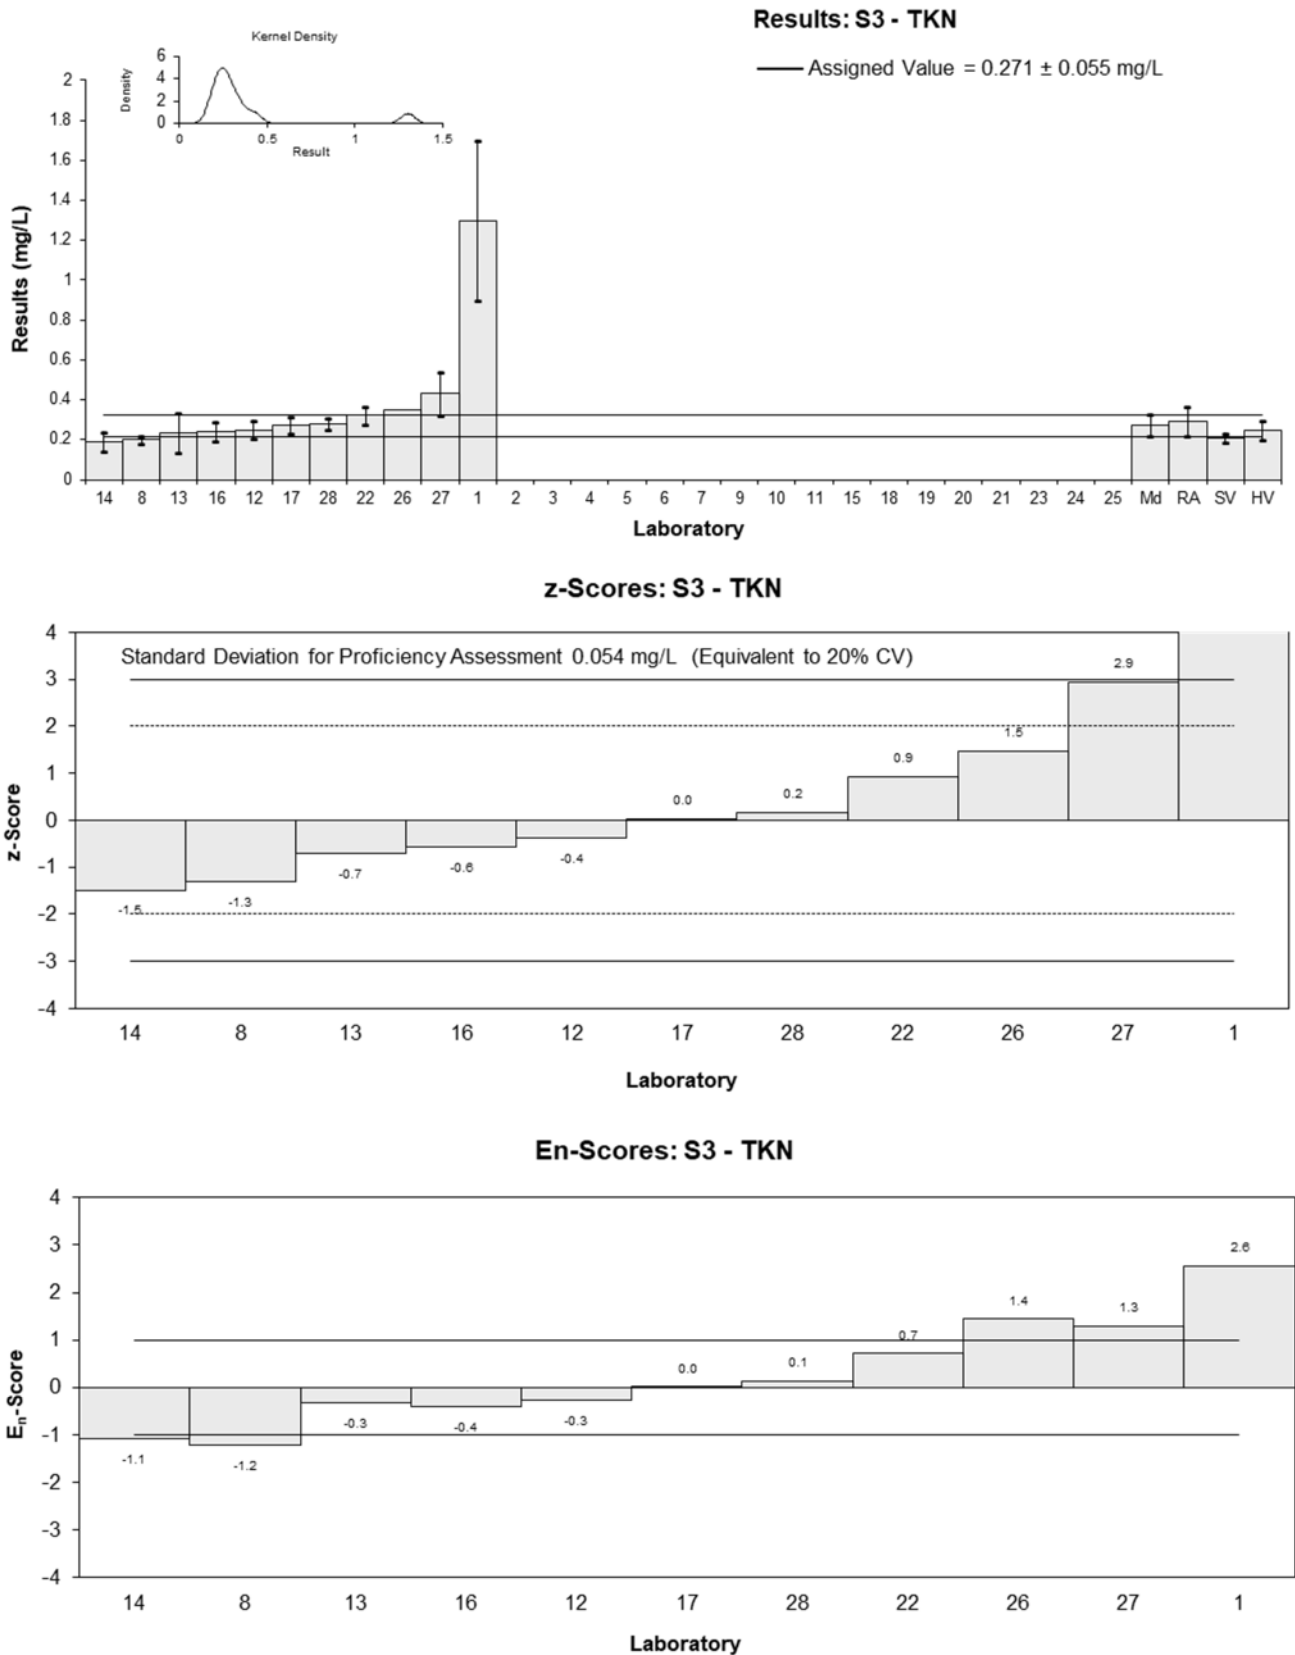 Results: S3 - TKN
Assigned Value = 0.271 ± 0.055 mg/L
Kernel Density
Density
6
4
2
0
0 0.5 1 1.5
Result
Results (mg/L)
2
1.8
1.6
1.4
1.2
1
0.8
0.6
0.4
0.2
0
14 8 13 16 12 17 28 22 26 27 1 2 3 4 5 6 7 9 10 11 15 18 19 20 21 23 24 25 Md RA SV HV
Laboratory
z-Scores: S3 - TKN
Standard Deviation for Proficiency Assessment 0.054 mg/L (Equivalent to 20% CV)
z-Score
4
3
2
1
0
-1
-2
-3
-4
-1.5 -1.3 -0.7 -0.6 -0.4 0.0 0.2 0.9 1.5 2.9
14 8 13 16 12 17 28 22 26 27 1
Laboratory
En-Scores: S3 - TKN
En-Score
4
3
2
1
0
-1
-2
-3
-4
-1.1 -1.2 -0.3 -0.4 -0.3 0.0 0.1 0.7 1.4 1.3 2.6
14 8 13 16 12 17 28 22 26 27 1
Laboratory